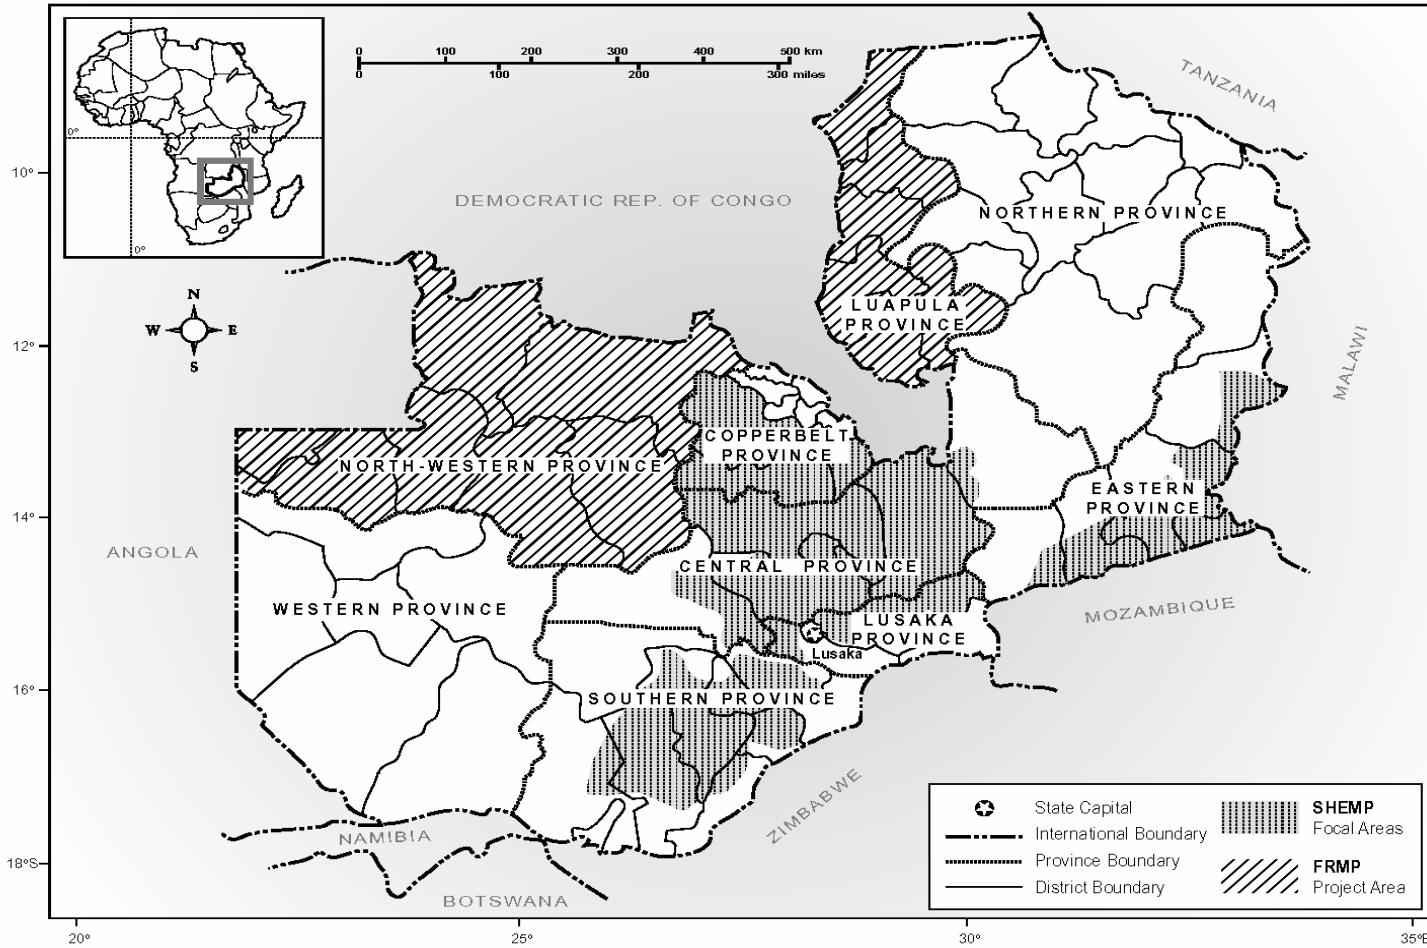 0 100 200 300 400 500 km
0 100 200 300 miles
TANZANIA
0°
0°
10°
DEMOCRATIC REP. OF CONGO
NORTHERN PROVINCE
N
W E
S
LUAPULA
PROVINCE
12°
MALAWI
COPPERBELT
PROVINCE
NORTH-WESTERN PROVINCE
EASTERN
PROVINCE
14°
ANGOLA
CENTRAL PROVINCE
WESTERN PROVINCE
MOZAMBIQUE
LUSAKA
PROVINCE
Lusaka
16°
SOUTHERN PROVINCE
ZIMBABWE
NAMIBIA
18°S
BOTSWANA
State Capital
International Boundary
Province Boundary
District Boundary
SHEMP
Focal Areas
FRMP
Project Area
20° 25° 30° 35°E